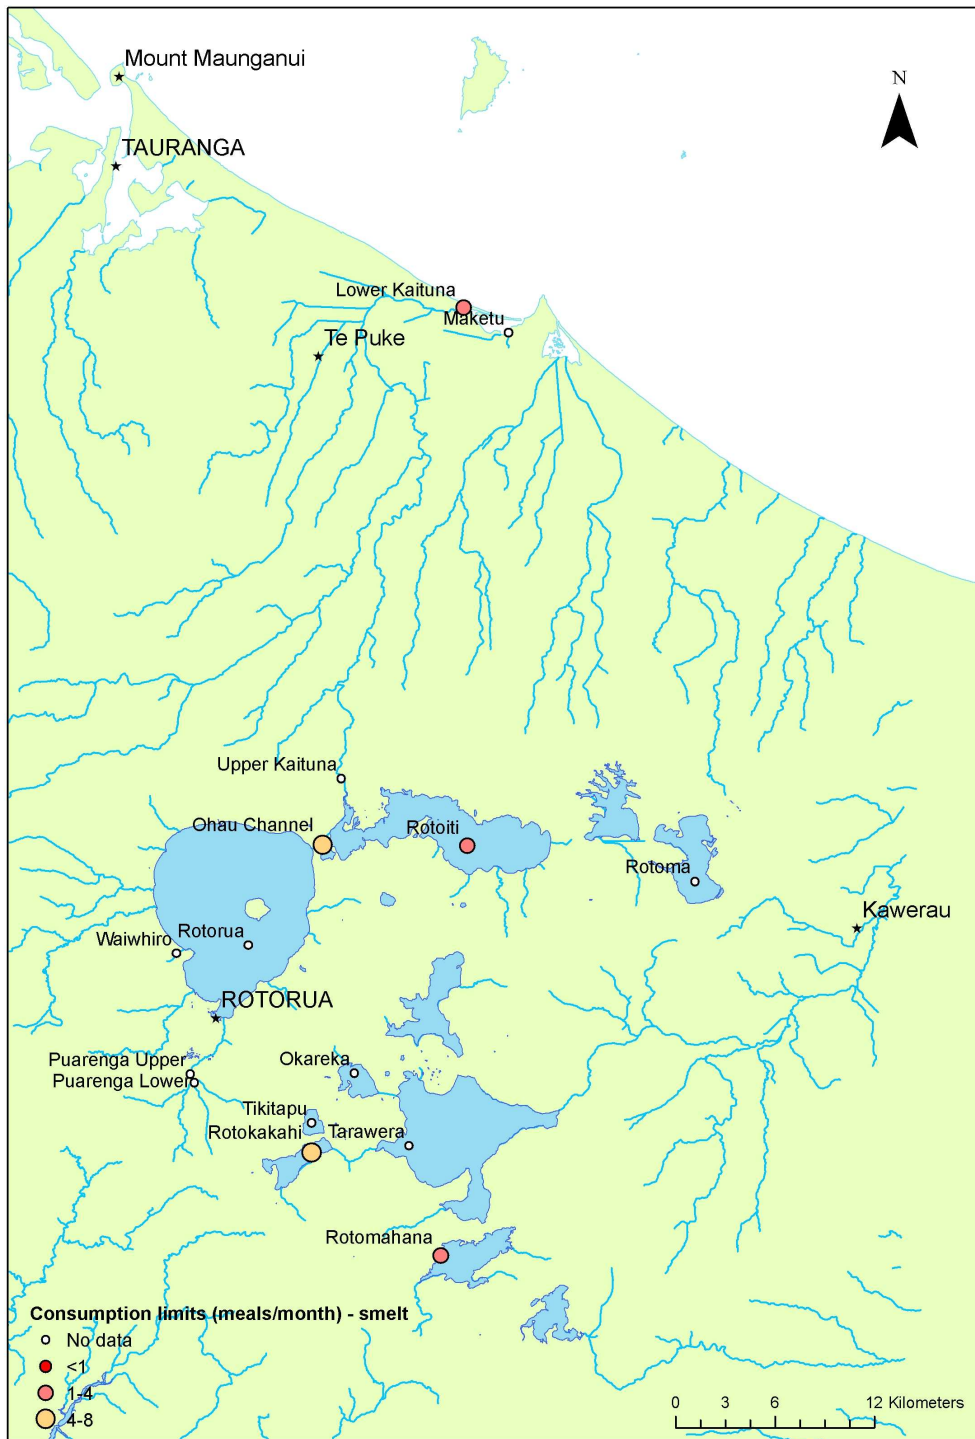 Mount Maunganui
N
TAURANGA
Lower Kaituna
Maketu
Te Puke
Upper Kaituna
Ohau Channel
Rotoiti
Rotoma
Kawerau
Waiwhiro
Rotorua
ROTORUA
Puarenga Upper
Puarenga Lower
Okareka
Tikitapu
Rotokakahi
Tarawera
Rotomahana
Consumption limits (meals/month) - smelt
No data
<1
1-4
4-8
0 3 6 12 Kilometers